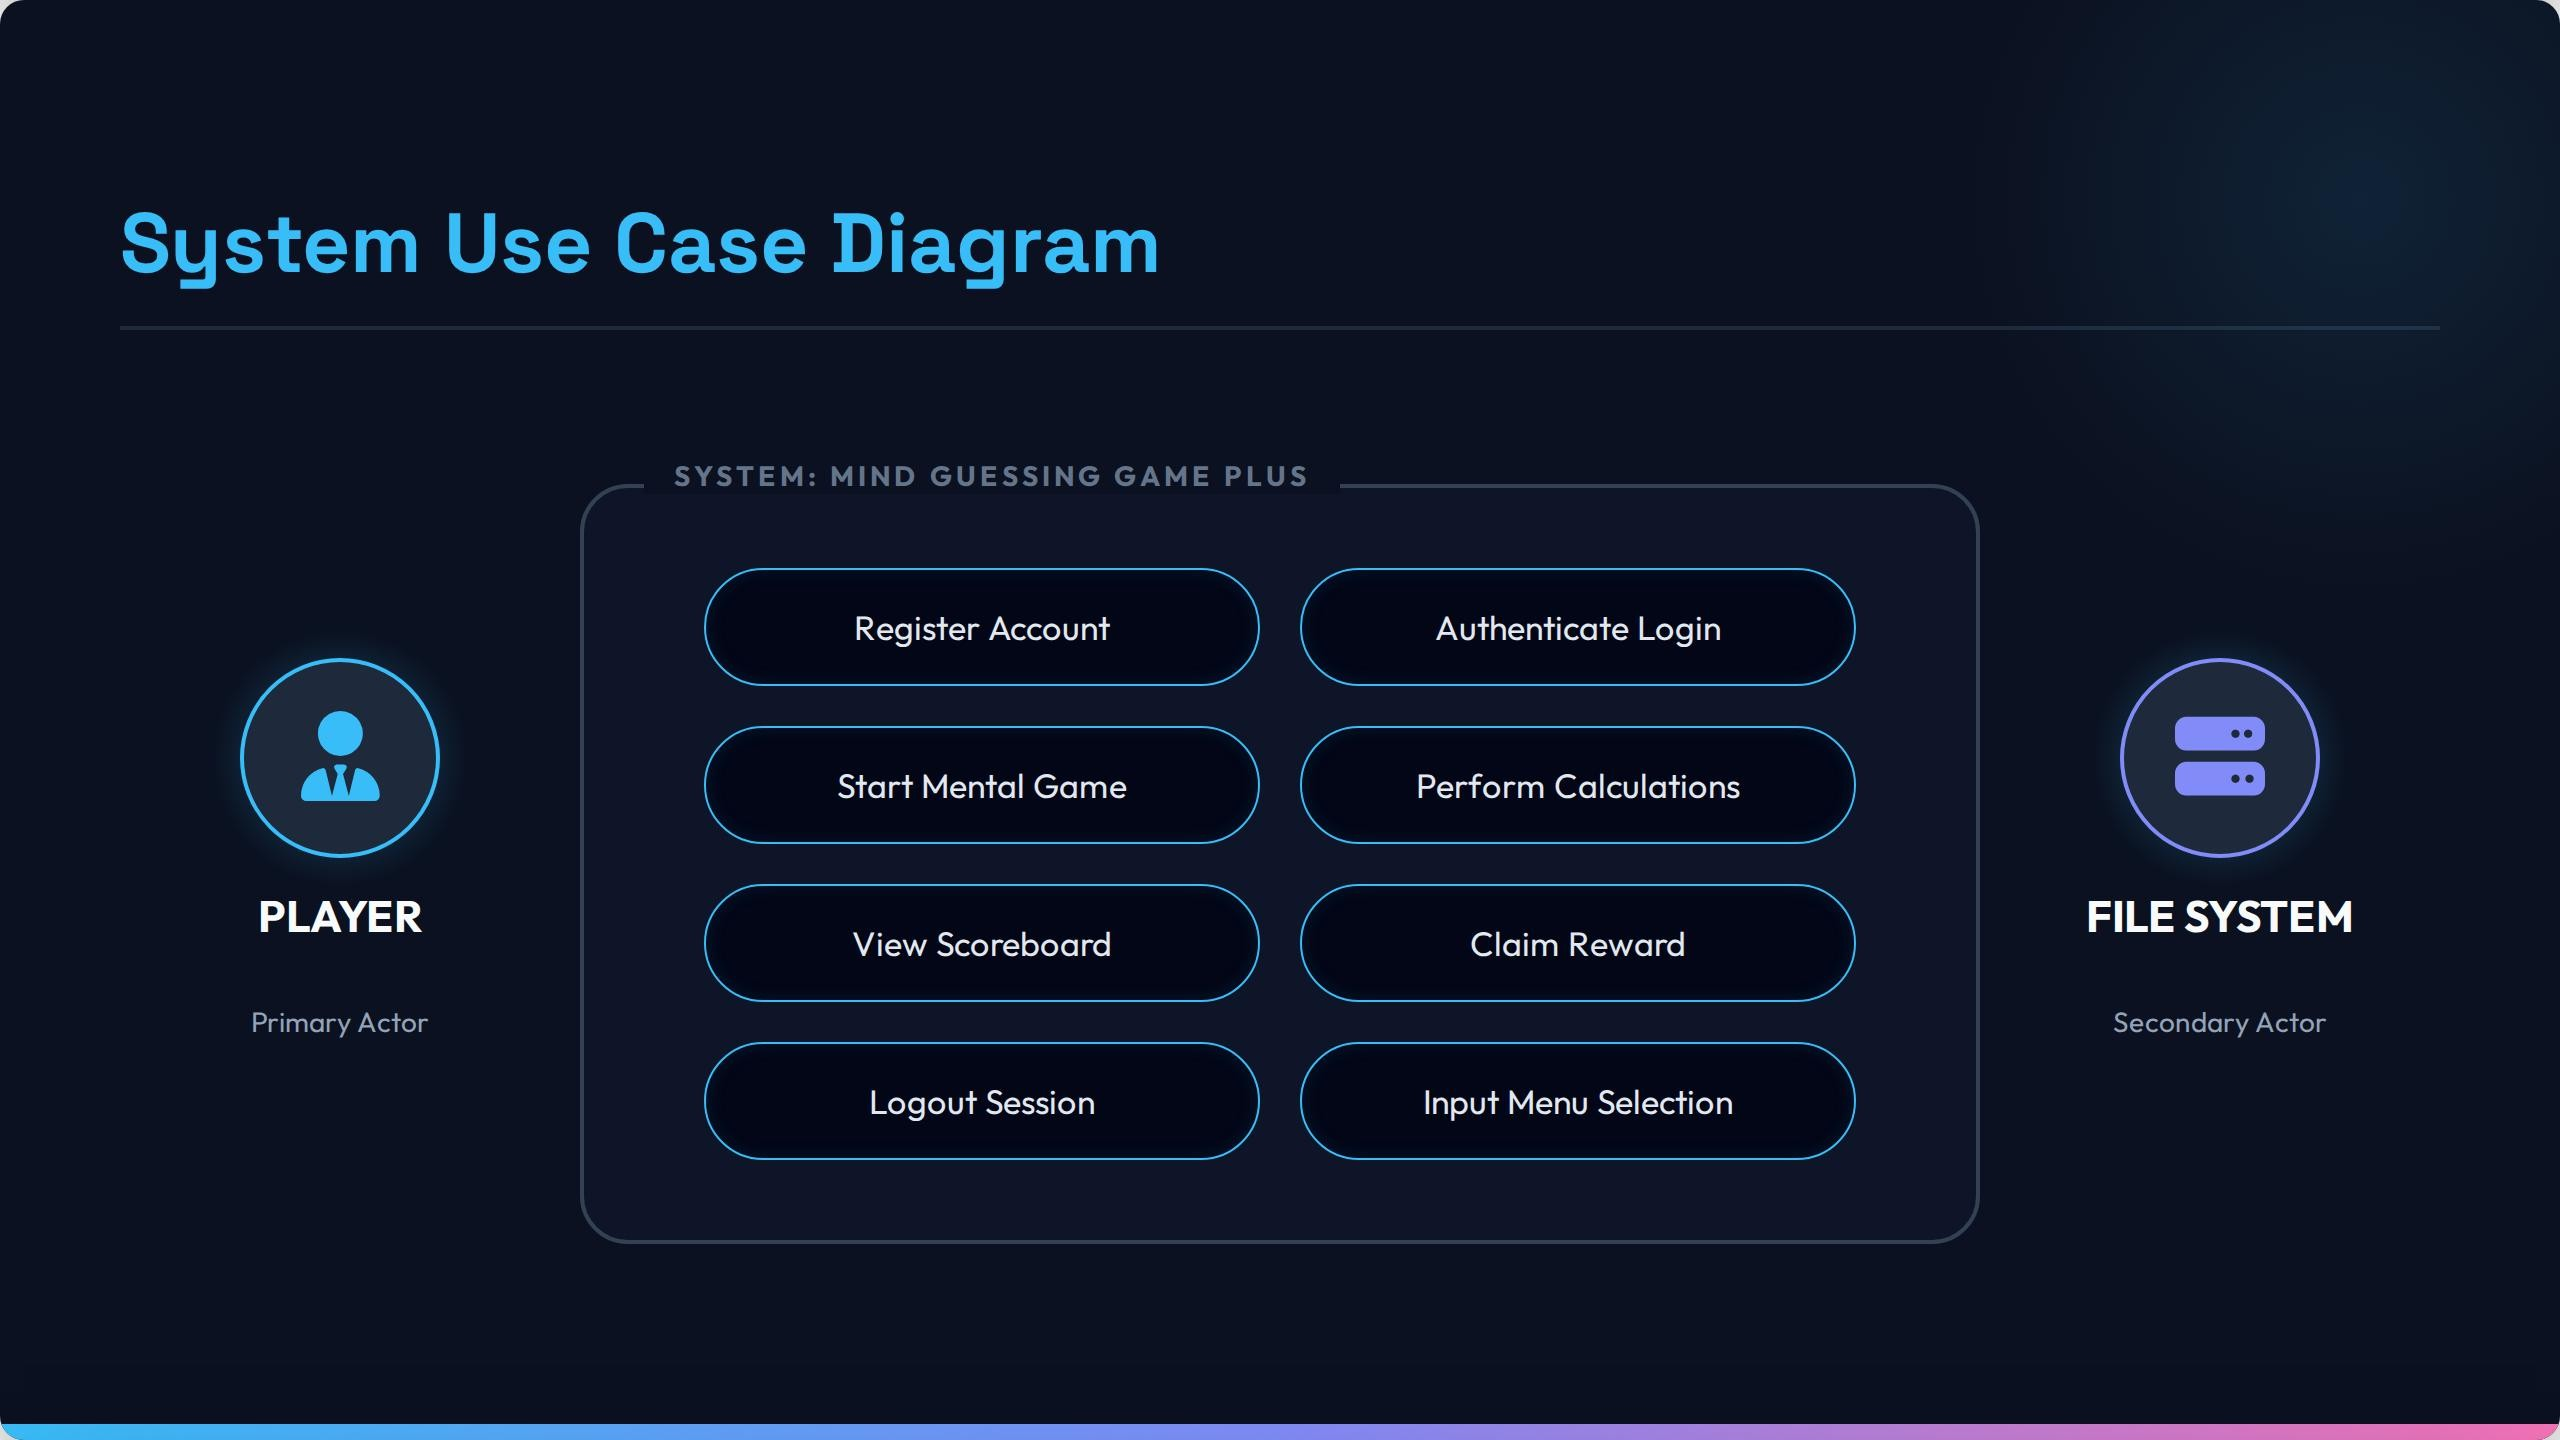 System Use Case Diagram
SYSTEM: MIND GUESSING GAME PLUS
Register Account
Authenticate Login
Start Mental Game
Perform Calculations
View Scoreboard
Claim Reward
Logout Session
Input Menu Selection
PLAYER
Primary Actor
FILE SYSTEM
Secondary Actor